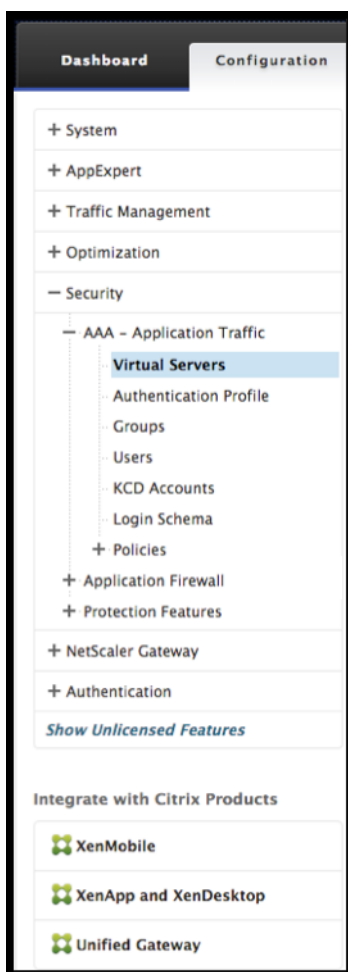 Dashboard Configuration
+ System
+ AppExpert
+ Traffic Management
+ Optimization
− Security
− AAA – Application Traffic
Virtual Servers
Authentication Profile
Groups
Users
KCD Accounts
Login Schema
+ Policies
+ Application Firewall
+ Protection Features
+ NetScaler Gateway
+ Authentication
Show Unlicensed Features
Integrate with Citrix Products
XenMobile
XenApp and XenDesktop
Unified Gateway